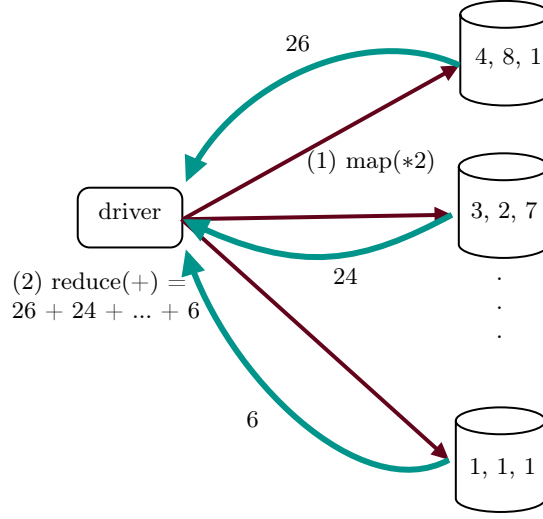 26
4, 8, 1
(1) map(*2)
driver
3, 2, 7
(2) reduce(+) =
26 + 24 + ... + 6
24
.
.
.
6
1, 1, 1